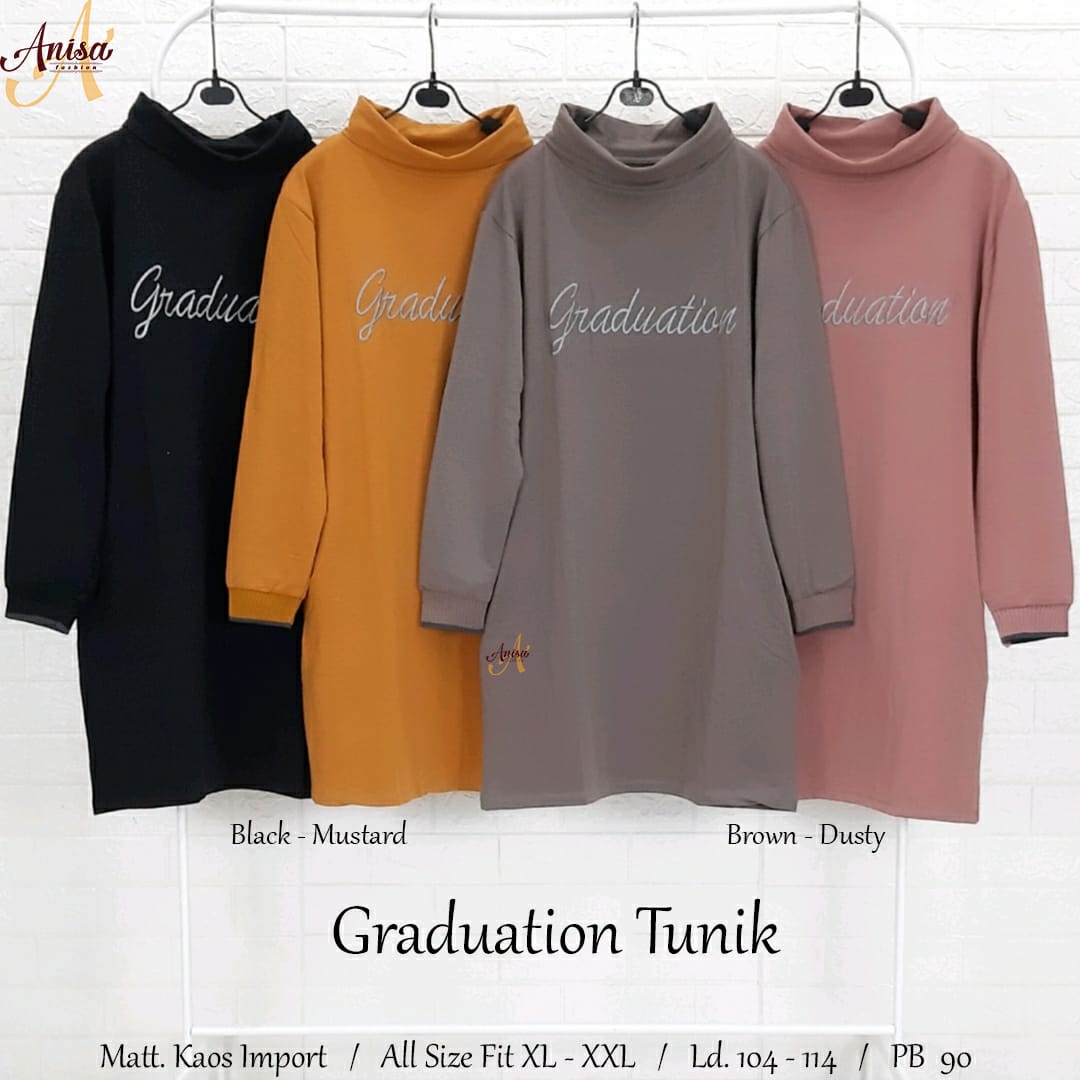 Anisa
fashion
Gradua
Gradu
Graduation
duation
Anisa
Black - Mustard
Brown - Dusty
Graduation Tunik
Matt. Kaos Import / All Size Fit XL - XXL / Ld. 104 - 114 / PB 90